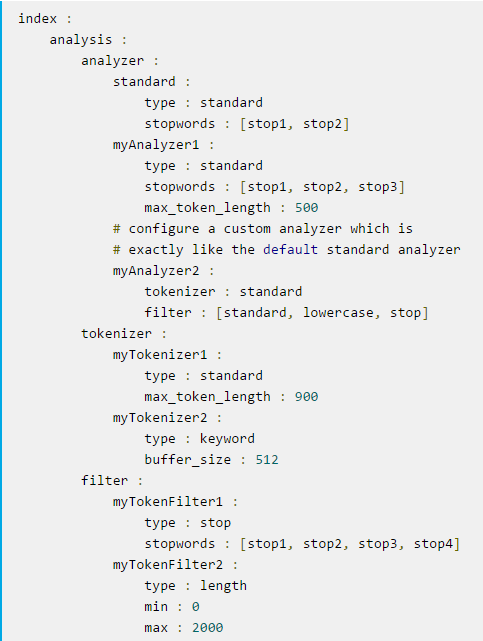 index :
    analysis :
        analyzer :
            standard :
                type : standard
                stopwords : [stop1, stop2]
            myAnalyzer1 :
                type : standard
                stopwords : [stop1, stop2, stop3]
                max_token_length : 500
            # configure a custom analyzer which is
            # exactly like the default standard analyzer
            myAnalyzer2 :
                tokenizer : standard
                filter : [standard, lowercase, stop]
        tokenizer :
            myTokenizer1 :
                type : standard
                max_token_length : 900
            myTokenizer2 :
                type : keyword
                buffer_size : 512
        filter :
            myTokenFilter1 :
                type : stop
                stopwords : [stop1, stop2, stop3, stop4]
            myTokenFilter2 :
                type : length
                min : 0
                max : 2000